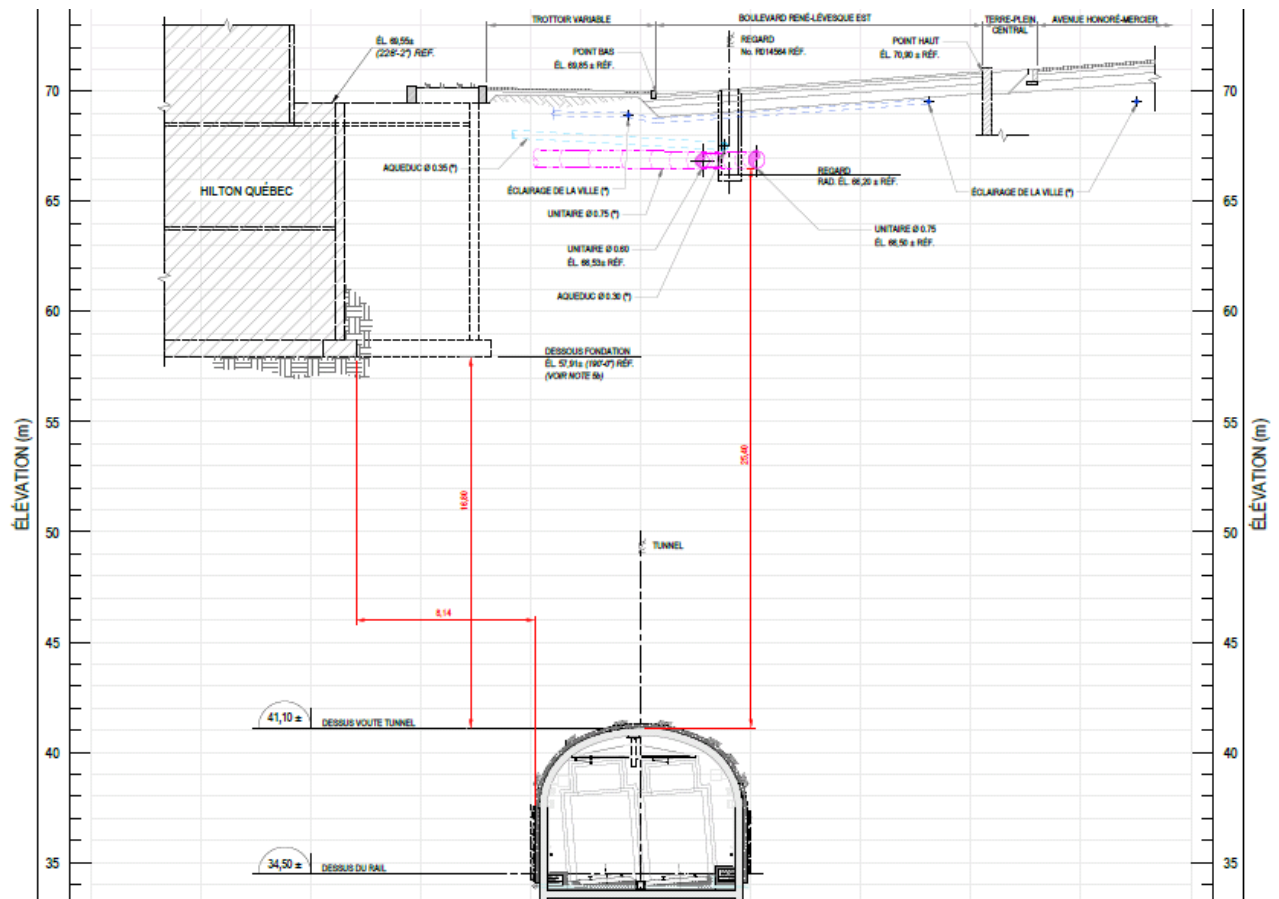 TROTTOIR VARIABLE
BOULEVARD RENÉ-LÉVESQUE EST
TERRE-PLEIN
CENTRAL
AVENUE HONORÉ-MERCIER
ÉL. 69,55±
(228'-2") RÉF.
POINT BAS
ÉL. 69,85 ± RÉF.
REGARD
No. R014564 RÉF.
POINT HAUT
ÉL. 70,90 ± RÉF.
70
70
AQUEDUC Ø 0.35 (*)
HILTON QUÉBEC
ÉCLAIRAGE DE LA VILLE (*)
REGARD
RAD. ÉL. 66,20 ± RÉF.
ÉCLAIRAGE DE LA VILLE (*)
65
65
UNITAIRE Ø 0.75 (*)
UNITAIRE Ø 0.75
ÉL. 66,50 ± RÉF.
UNITAIRE Ø 0.60
ÉL. 66,53± RÉF.
AQUEDUC Ø 0.30 (*)
60
60
DESSOUS FONDATION
ÉL. 57,91± (190'-0") RÉF.
(VOIR NOTE 5b)
55
55
ÉLÉVATION (m)
ÉLÉVATION (m)
16,80
25,40
50
50
TUNNEL
8,14
45
45
41,10 ±
DESSUS VOUTE TUNNEL
40
40
34,50 ±
DESSUS DU RAIL
35
35